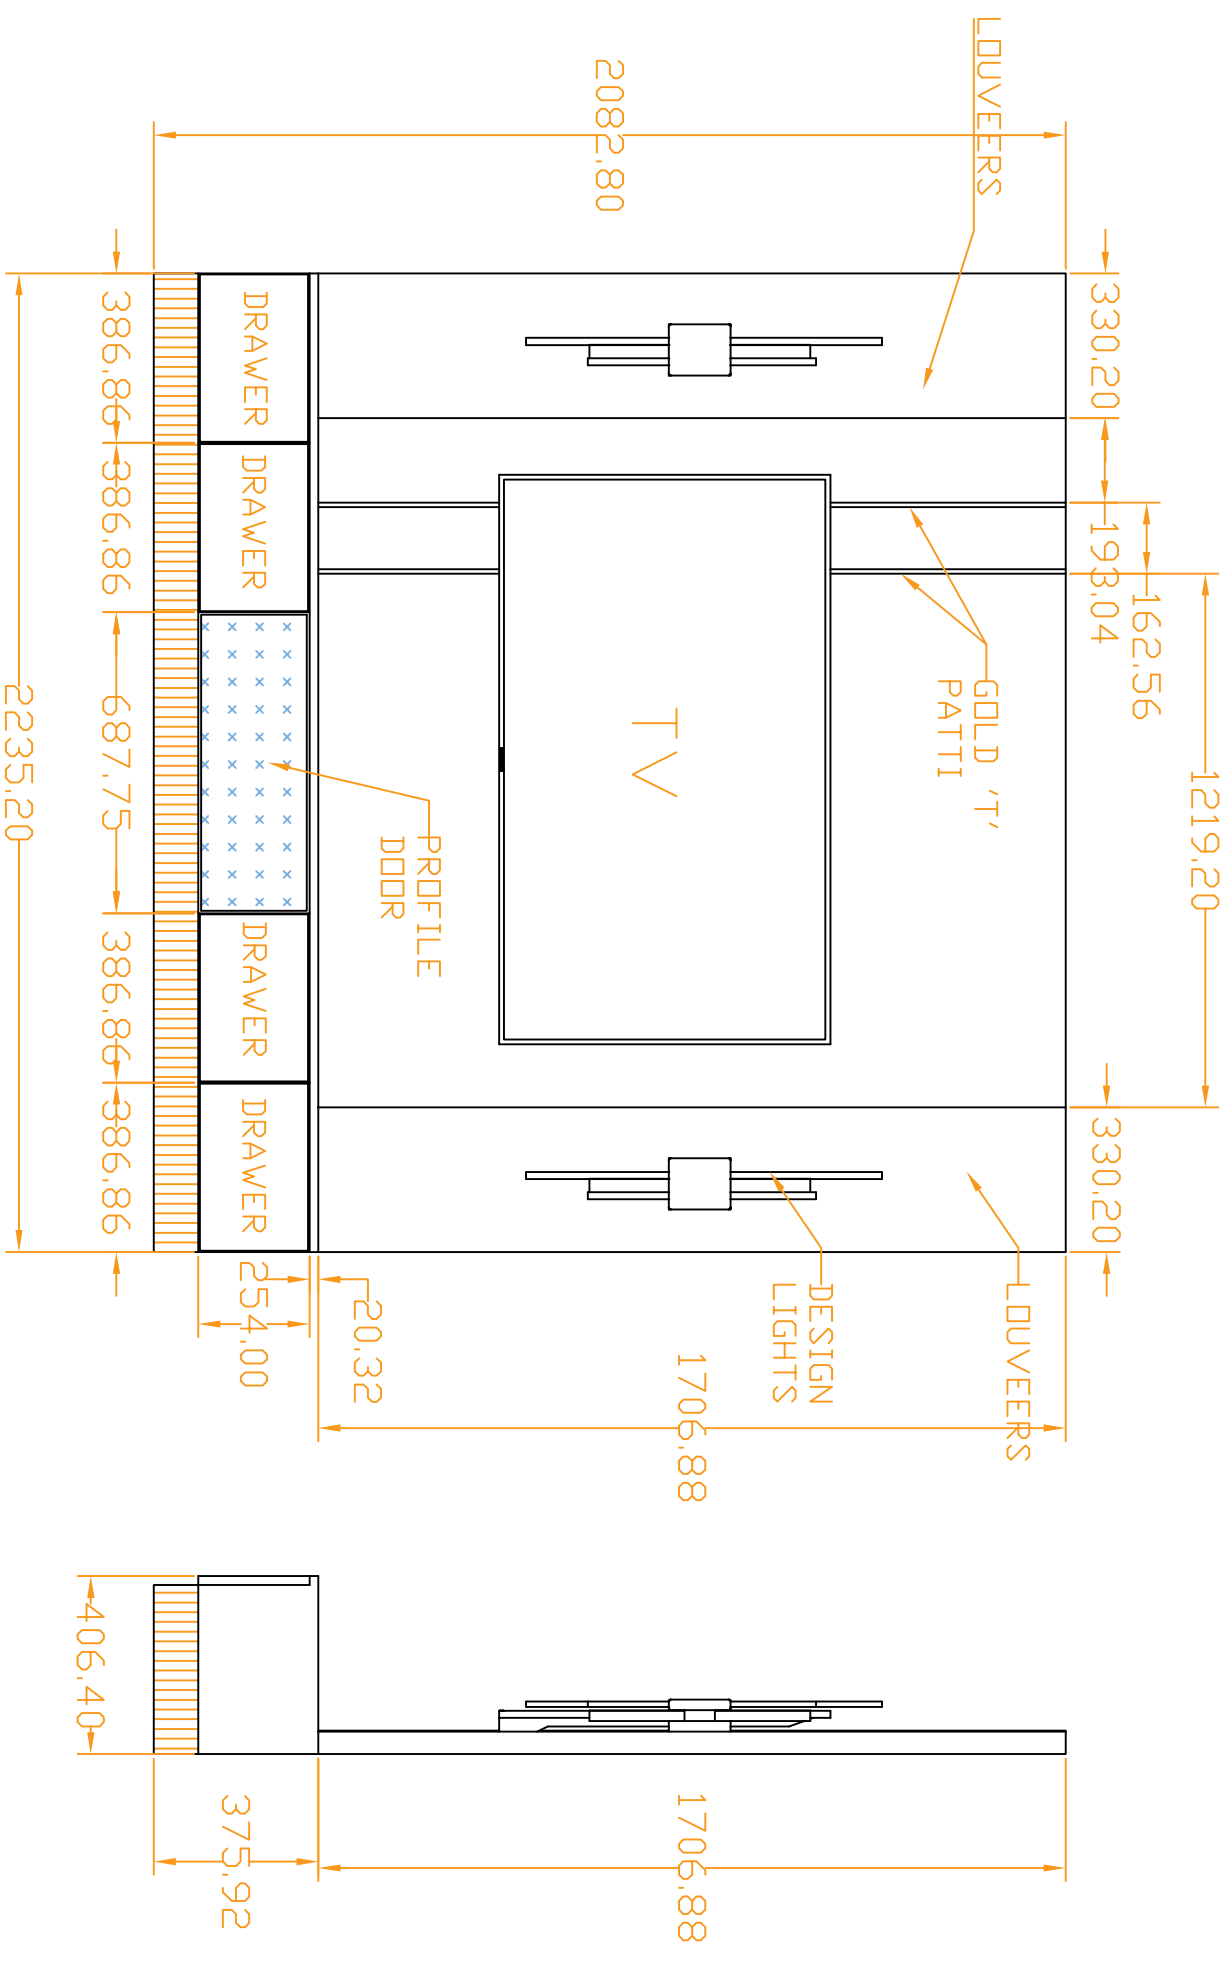 1219.20
162.56
330.20
193.04
330.20
LOUVEERS
LOUVEERS
GOLD 'T'
PATTI
DESIGN
LIGHTS
2082.80
TV
1706.88
1706.88
PROFILE
DOOR
20.32
DRAWER
DRAWER
DRAWER
DRAWER
254.00
375.92
386.86
386.86
687.75
386.86
386.86
406.40
2235.20